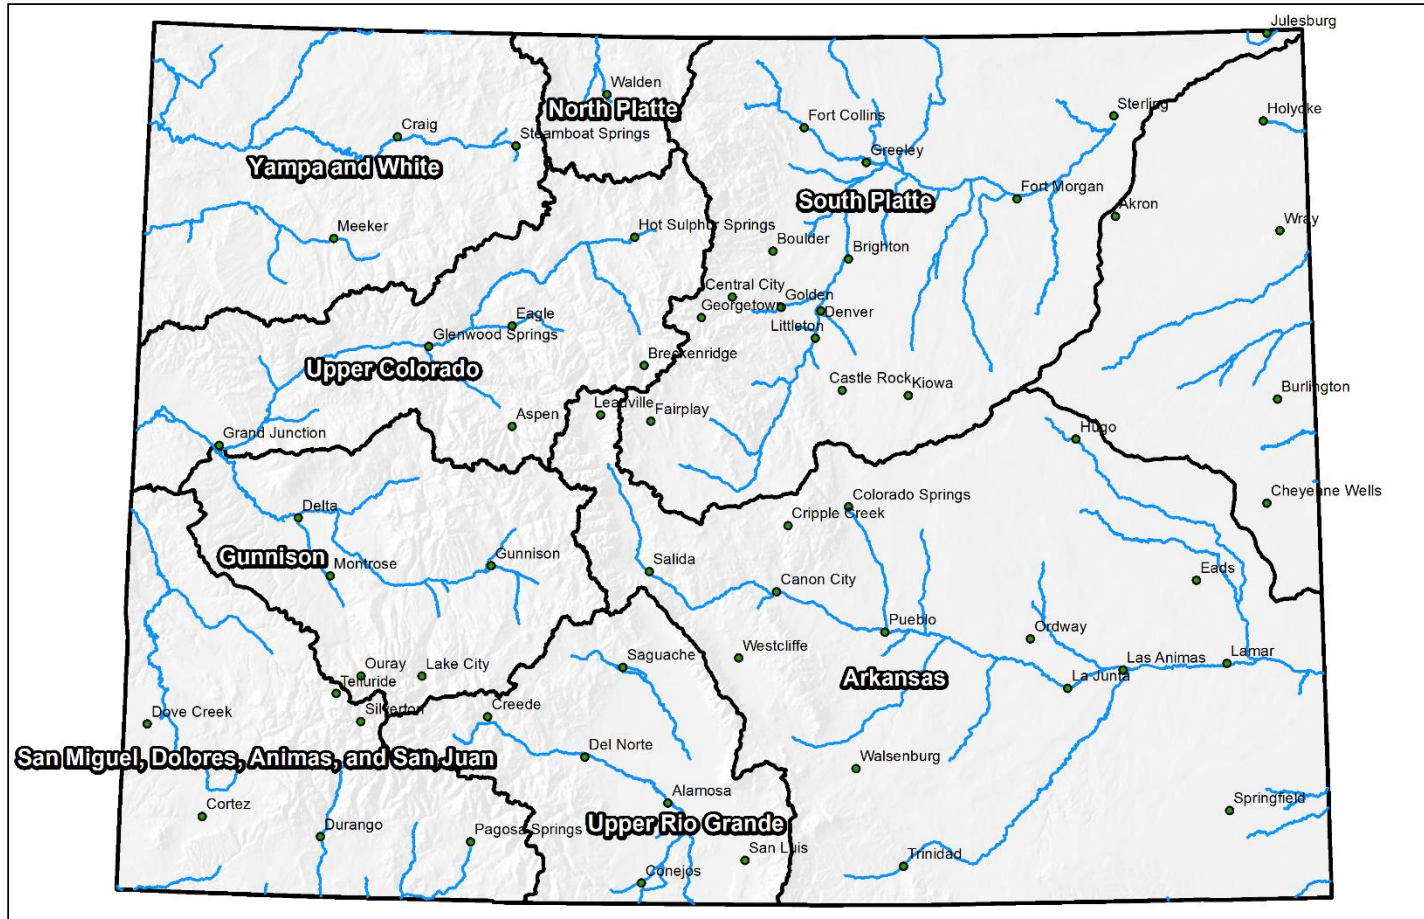 Julesburg
Walden
North Platte
Sterling
Holyoke
Craig
Steamboat Springs
Fort Collins
Yampa and White
Greeley
South Platte
Fort Morgan
Akron
Wray
Meeker
Hot Sulphur Springs
Boulder
Brighton
Central City
Georgetown
Golden
Denver
Eagle
Glenwood Springs
Littleton
Upper Colorado
Breckenridge
Castle Rock
Kiowa
Burlington
Aspen
Leadville
Fairplay
Grand Junction
Hugo
Delta
Colorado Springs
Cripple Creek
Cheyenne Wells
Gunnison
Montrose
Gunnison
Salida
Canon City
Eads
Pueblo
Ordway
Ouray
Lake City
Saguache
Westcliffe
Arkansas
Las Animas
Lamar
Telluride
La Junta
Dove Creek
Silverton
Creede
San Miguel, Dolores, Animas, and San Juan
Del Norte
Walsenburg
Cortez
Alamosa
Springfield
Durango
Pagosa Springs
Upper Rio Grande
San Luis
Conejos
Trinidad